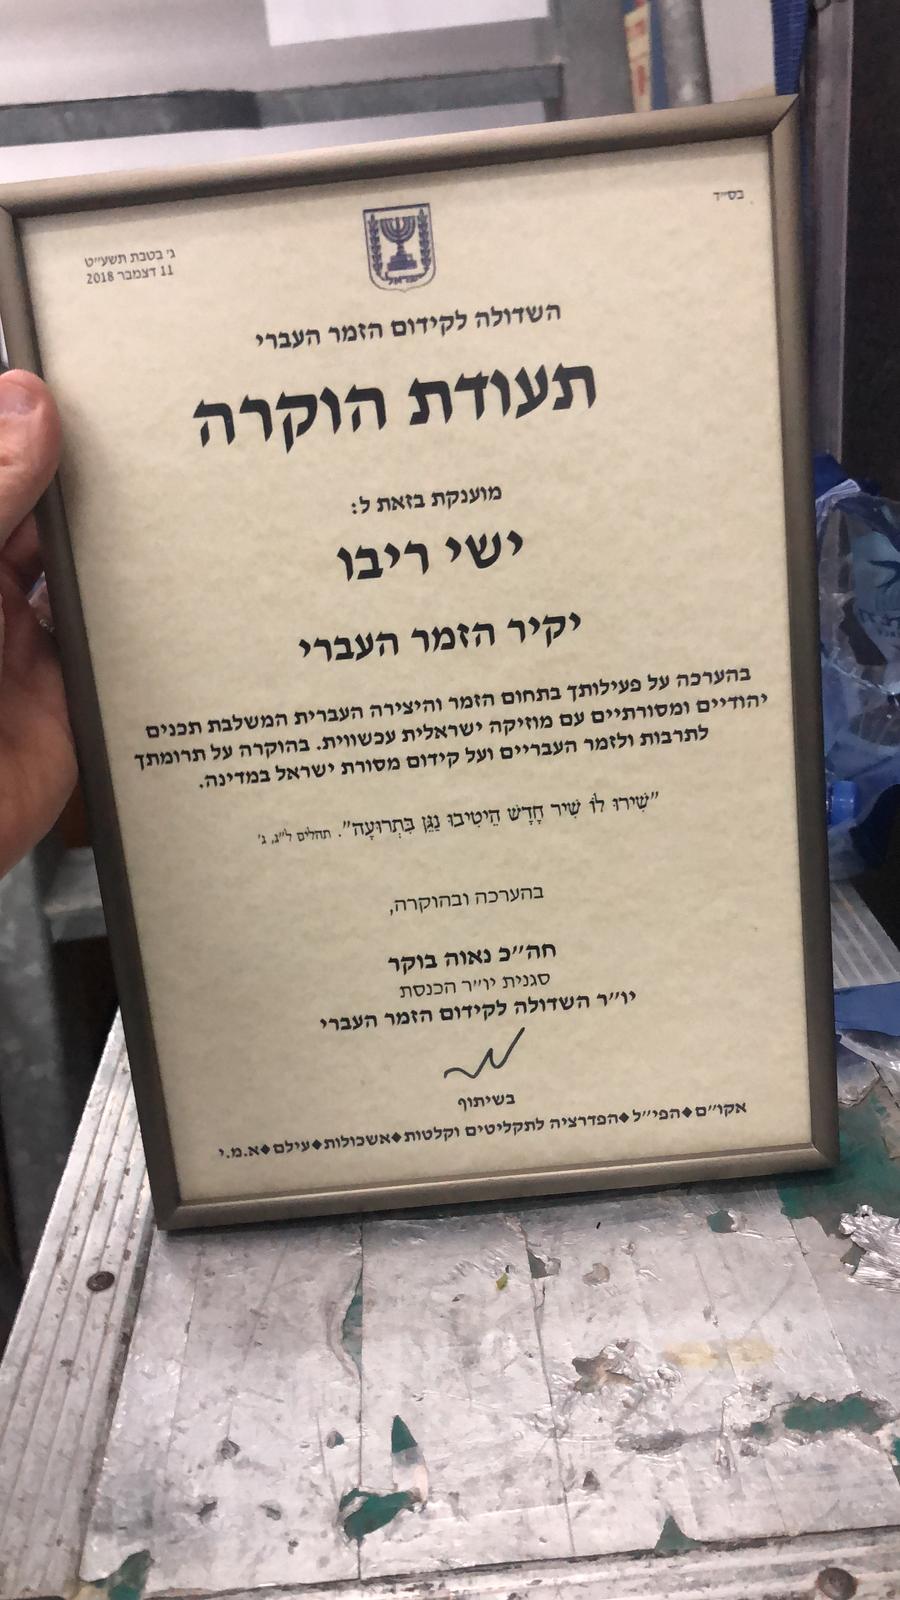 בס״ד
ג׳ בטבת תשע״ט
11 דצמבר 2018
ישראל
השדולה לקידום הזמר העברי
תעודת הוקרה
מוענקת בזאת ל:
ישי ריבו
יקיר הזמר העברי
בהערכה על פעילותך בתחום הזמר והיצירה העברית המשלבת תכנים
יהודיים ומסורתיים עם מוזיקה ישראלית עכשווית. בהוקרה על תרומתך
לתרבות ולזמר העבריים ועל קידום מסורת ישראל במדינה.
״שִׁירוּ לוֹ שִׁיר חָדָשׁ הֵיטִיבוּ נַגֵּן בִּתְרוּעָה״. תהלים ל״ג, ג׳
בהערכה ובהוקרה,
חה״כ נאוה בוקר
סגנית יו״ר הכנסת
יו״ר השדולה לקידום הזמר העברי
בשיתוף
אקו״ם◆הפי״ל◆הפדרציה לתקליטים וקלטות◆אשכולות◆עילם◆א.מ.י